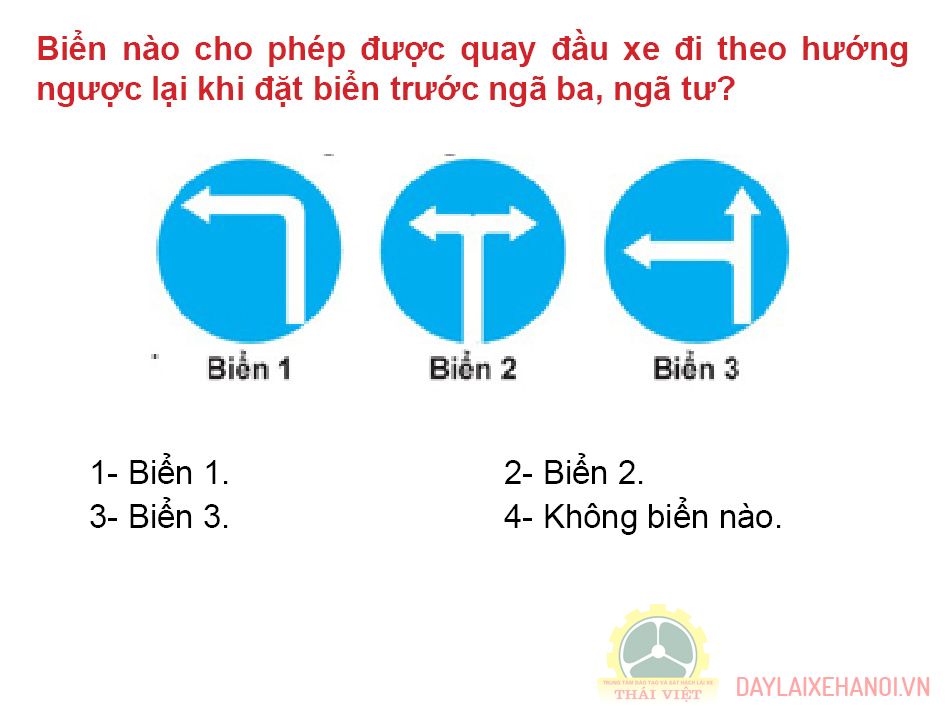 Biển nào cho phép được quay đầu xe đi theo hướng
ngược lại khi đặt biển trước ngã ba, ngã tư?
Biển 1 Biển 2 Biển 3
1- Biển 1. 2- Biển 2.
3- Biển 3. 4- Không biển nào.
TRUNG TÂM ĐÀO TẠO VÀ SÁT HẠCH LÁI XE
THÁI VIỆT
DAYLAIXEHANOI.VN